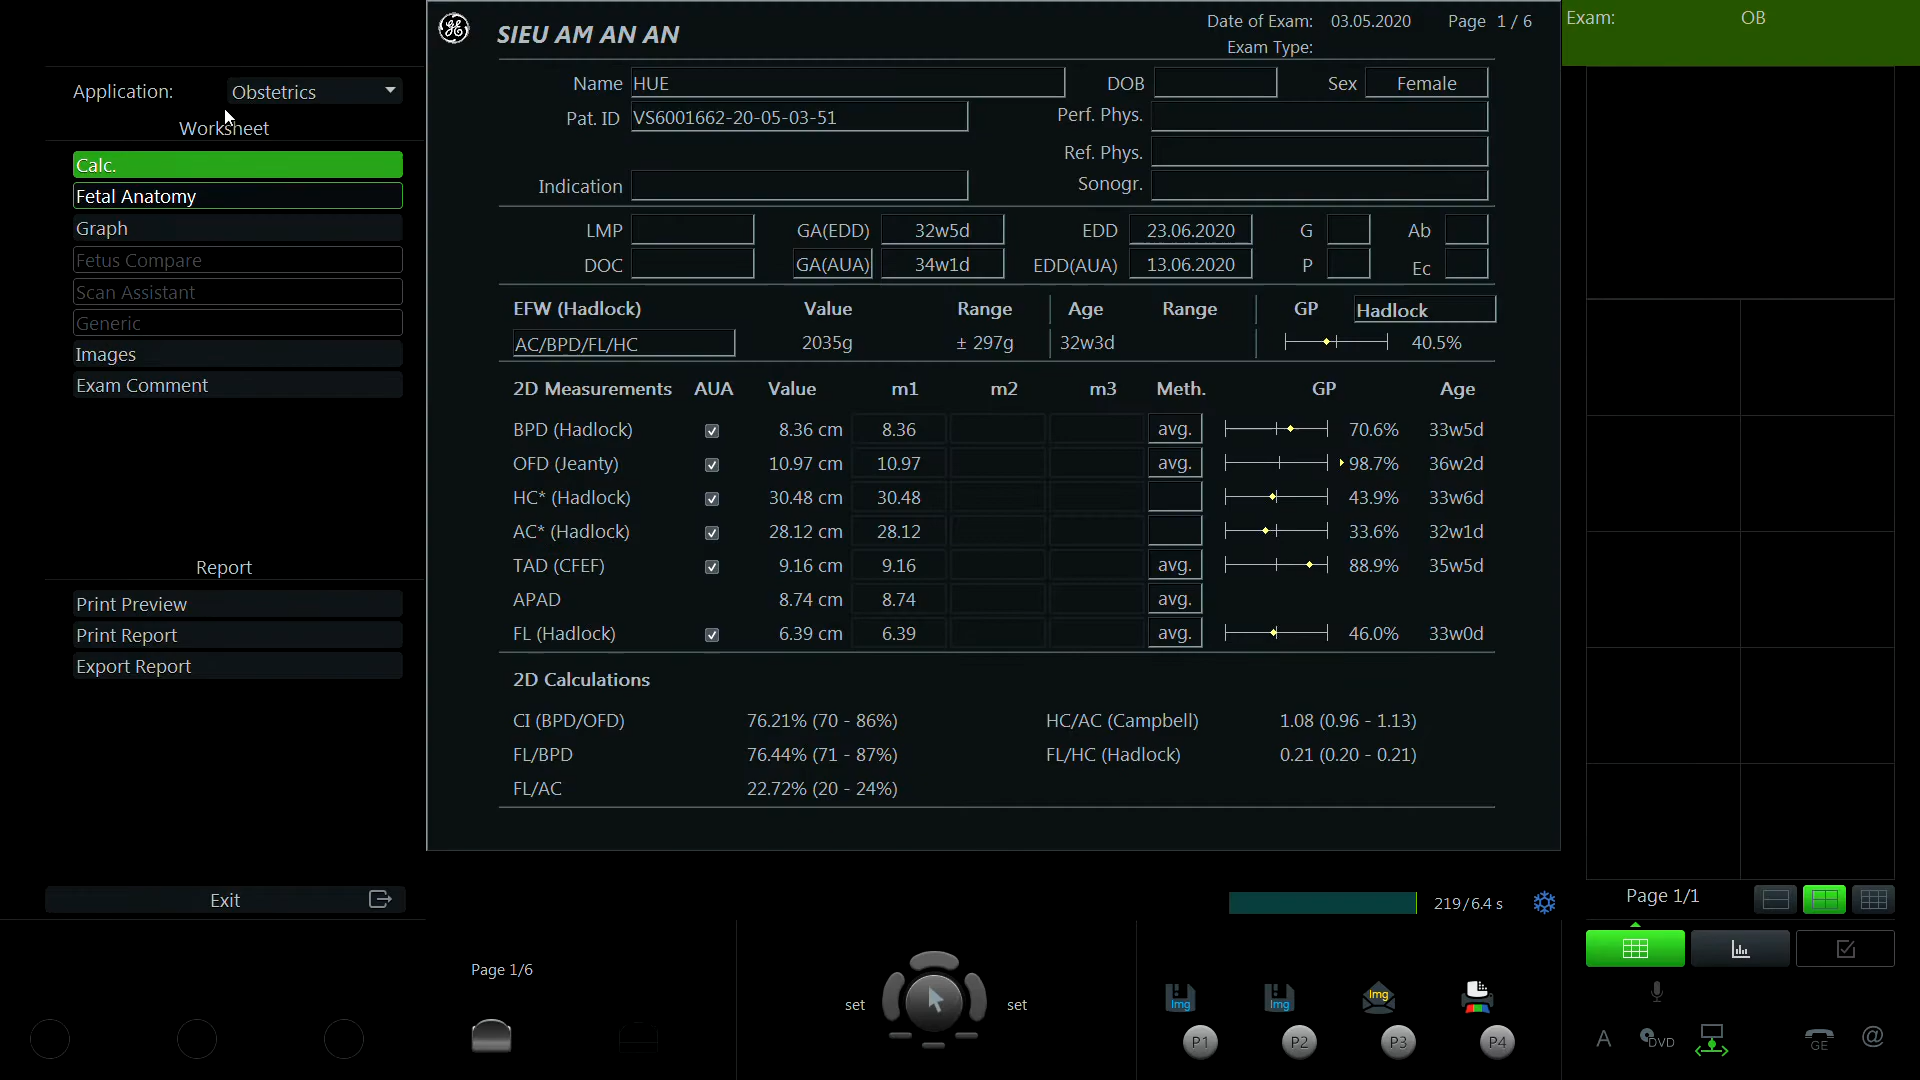 SIEU AM AN AN
Date of Exam: 03.05.2020 Page 1 / 6
Exam Type:
Exam: OB
Application: Obstetrics
Worksheet
Calc.
Fetal Anatomy
Graph
Fetus Compare
Scan Assistant
Generic
Images
Exam Comment
Report
Print Preview
Print Report
Export Report
Exit
Name HUE DOB Sex Female
Pat. ID VS6001662-20-05-03-51 Perf. Phys.
Ref. Phys.
Indication Sonogr.
LMP GA(EDD) 32w5d EDD 23.06.2020 G Ab
DOC GA(AUA) 34w1d EDD(AUA) 13.06.2020 P Ec
EFW (Hadlock) Value Range Age Range GP Hadlock
AC/BPD/FL/HC 2035g ± 297g 32w3d 40.5%
2D Measurements AUA Value m1 m2 m3 Meth. GP Age
BPD (Hadlock) 8.36 cm 8.36 avg. 70.6% 33w5d
OFD (Jeanty) 10.97 cm 10.97 avg. 98.7% 36w2d
HC* (Hadlock) 30.48 cm 30.48 43.9% 33w6d
AC* (Hadlock) 28.12 cm 28.12 33.6% 32w1d
TAD (CFEF) 9.16 cm 9.16 avg. 88.9% 35w5d
APAD 8.74 cm 8.74 avg.
FL (Hadlock) 6.39 cm 6.39 avg. 46.0% 33w0d
2D Calculations
CI (BPD/OFD) 76.21% (70 - 86%) HC/AC (Campbell) 1.08 (0.96 - 1.13)
FL/BPD 76.44% (71 - 87%) FL/HC (Hadlock) 0.21 (0.20 - 0.21)
FL/AC 22.72% (20 - 24%)
219/6.4 s
Page 1/1
Page 1/6
set set
Img Img Img
P1 P2 P3 P4
A DVD GE @